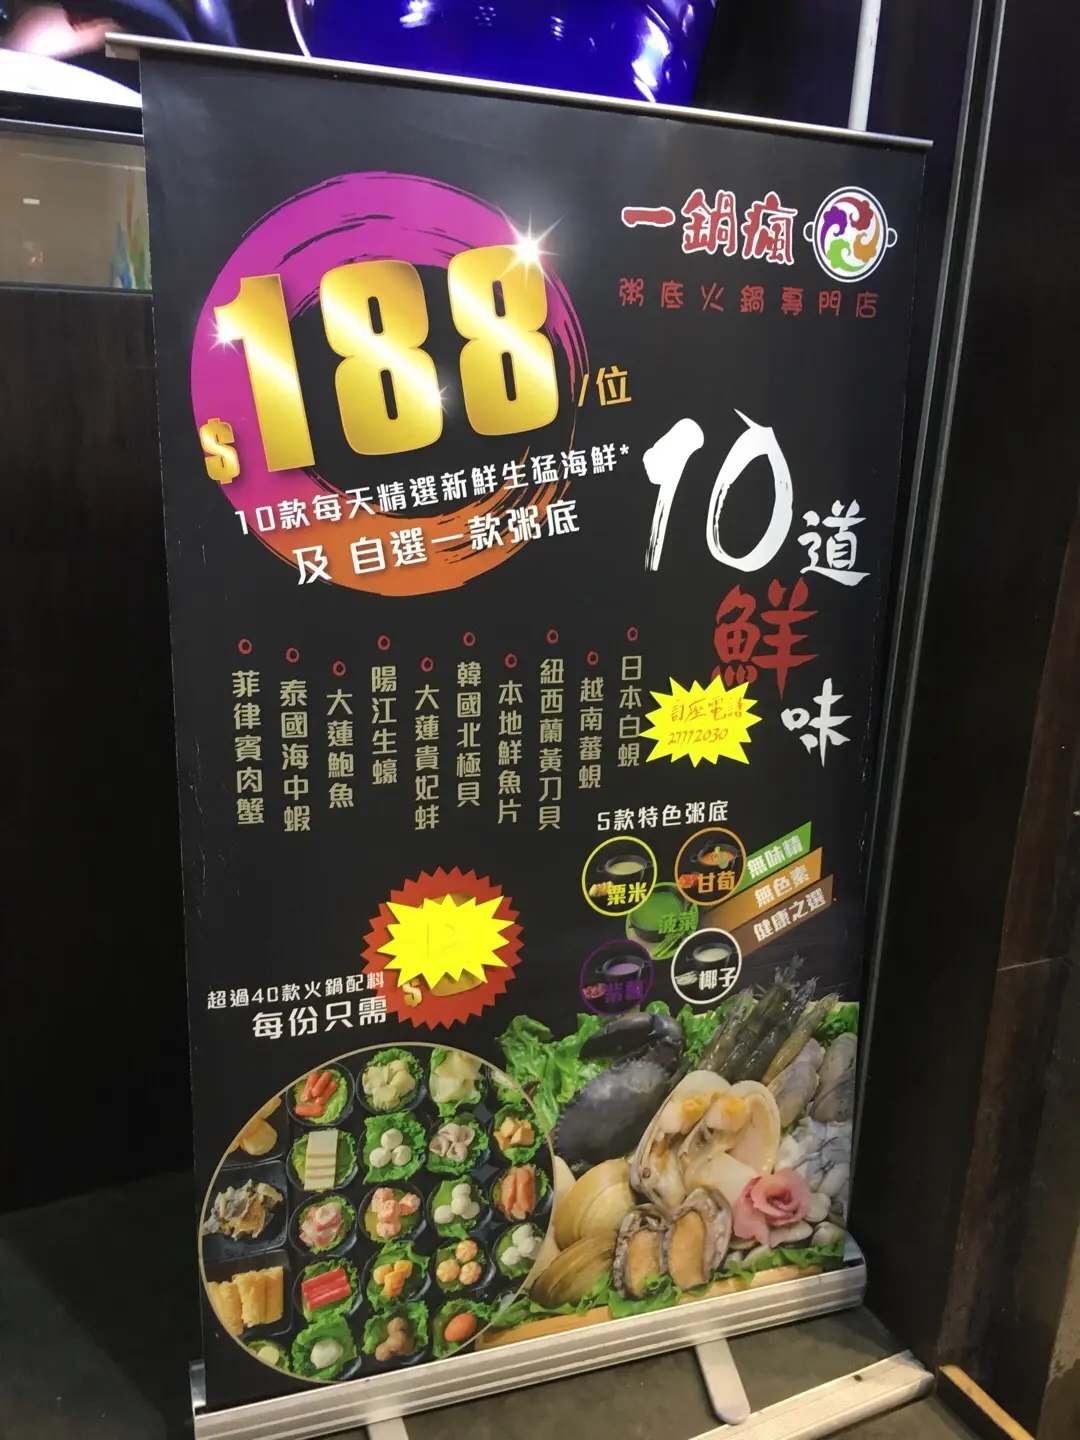 一鍋瘋
粥底火鍋專門店
$188/位
10款每天精選新鮮生猛海鮮*
及 自選一款粥底
10道
鮮
味
日本白蜆
越南蕃蜆
紐西蘭黃刀貝
本地鮮魚片
韓國北極貝
大蓮貴妃蚌
陽江生蠔
大蓮鮑魚
泰國海中蝦
菲律賓肉蟹
訂座電話
27772030
5款特色粥底
粟米
甘荀
菠菜
椰子
無味精
無色素
健康之選
超過40款火鍋配料
每份只需
$